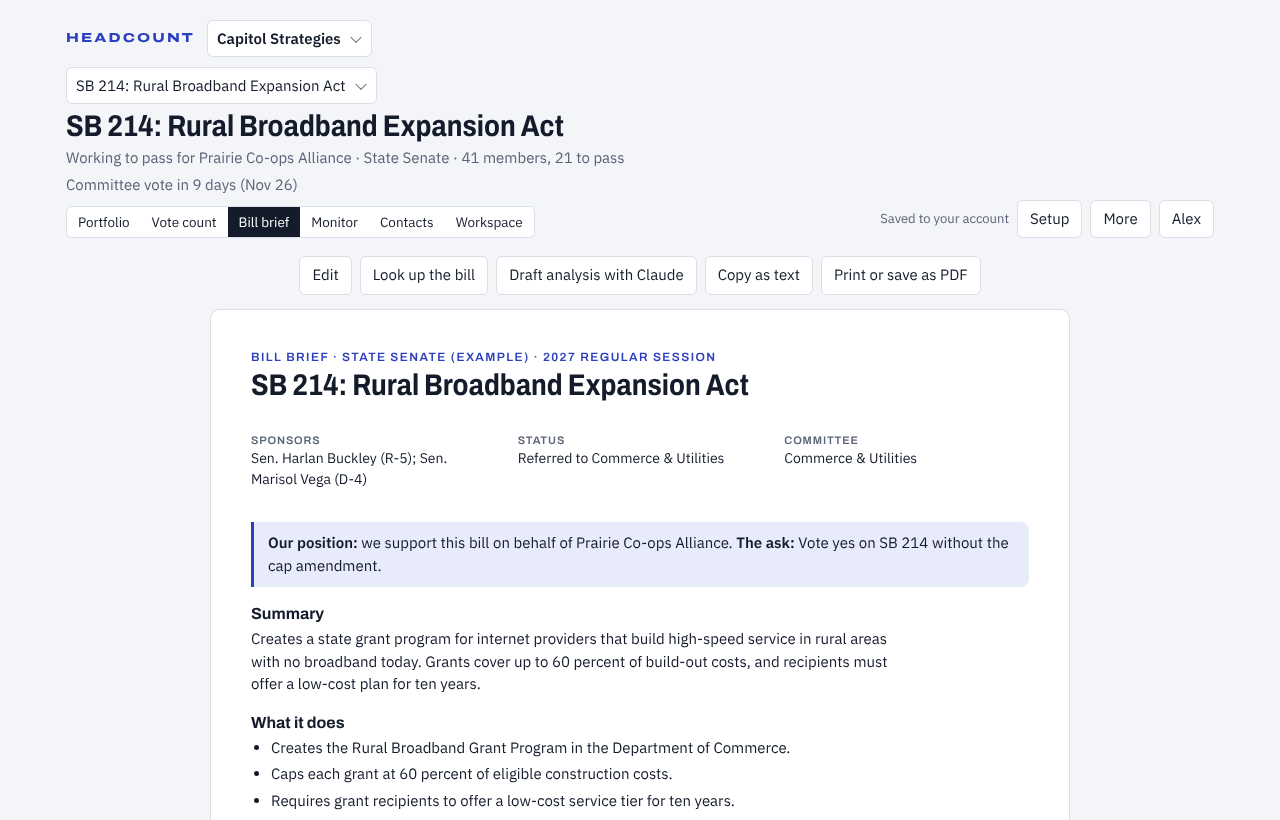 HEADCOUNT
Capitol Strategies
SB 214: Rural Broadband Expansion Act
SB 214: Rural Broadband Expansion Act
Working to pass for Prairie Co-ops Alliance · State Senate · 41 members, 21 to pass
Committee vote in 9 days (Nov 26)
Portfolio Vote count Bill brief Monitor Contacts Workspace
Saved to your account Setup More Alex
Edit Look up the bill Draft analysis with Claude Copy as text Print or save as PDF
BILL BRIEF · STATE SENATE (EXAMPLE) · 2027 REGULAR SESSION
SB 214: Rural Broadband Expansion Act
SPONSORS
Sen. Harlan Buckley (R-5); Sen.
Marisol Vega (D-4)
STATUS
Referred to Commerce & Utilities
COMMITTEE
Commerce & Utilities
Our position: we support this bill on behalf of Prairie Co-ops Alliance. The ask: Vote yes on SB 214 without the
cap amendment.
Summary
Creates a state grant program for internet providers that build high-speed service in rural areas
with no broadband today. Grants cover up to 60 percent of build-out costs, and recipients must
offer a low-cost plan for ten years.
What it does
• Creates the Rural Broadband Grant Program in the Department of Commerce.
• Caps each grant at 60 percent of eligible construction costs.
• Requires grant recipients to offer a low-cost service tier for ten years.